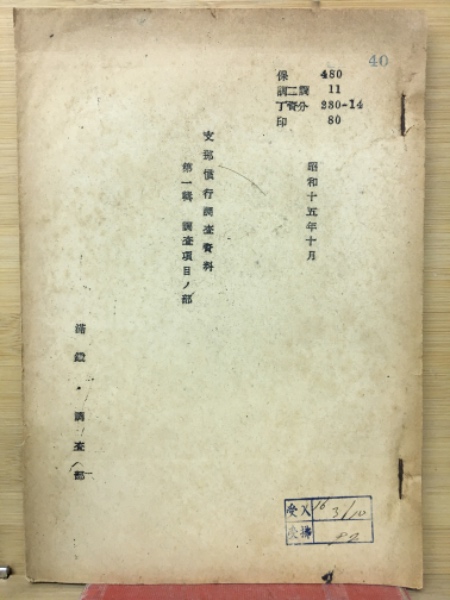 40
保 480
調二資 11
丁資分 230-14
印 80
昭和十五年十月
支那慣行調査資料
第一輯 調査項目ノ部
満鐵・調査部
受入 16 3/10